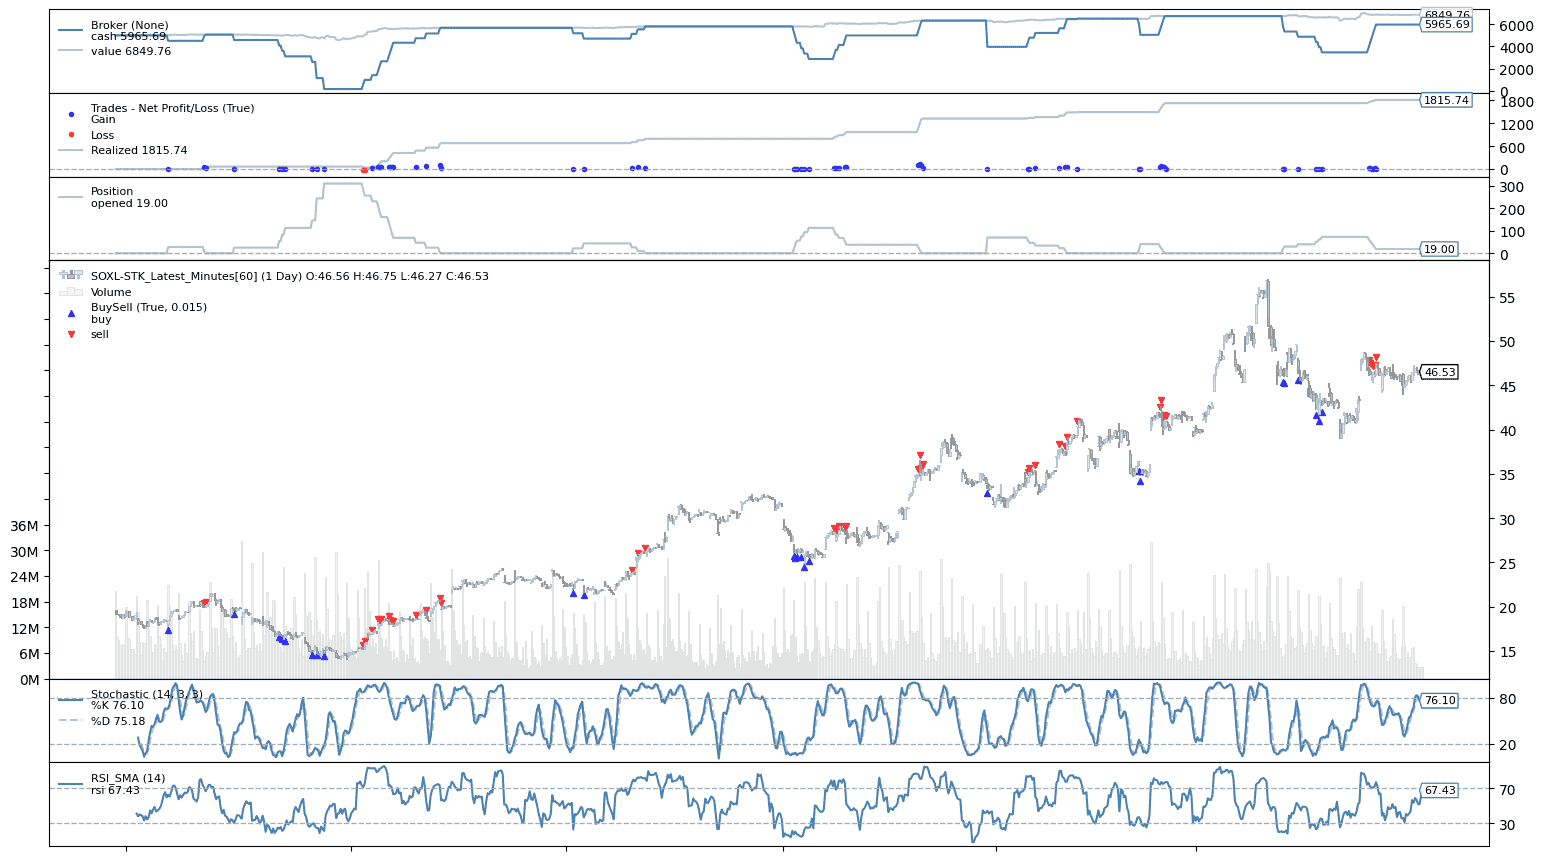 Broker (None)
cash 5965.69
value 6849.76
6849.76
5965.69
6000
4000
2000
0
Trades - Net Profit/Loss (True)
Gain
Loss
Realized 1815.74
1815.74
1800
1200
600
0
Position
opened 19.00
300
200
100
0
19.00
SOXL-STK_Latest_Minutes[60] (1 Day) O:46.56 H:46.75 L:46.27 C:46.53
Volume
BuySell (True, 0.015)
buy
sell
55
50
46.53
45
40
35
30
25
20
15
36M
30M
24M
18M
12M
6M
0M
Stochastic (14, 3, 3)
%K 76.10
%D 75.18
80
76.10
20
RSI_SMA (14)
rsi 67.43
70
67.43
30